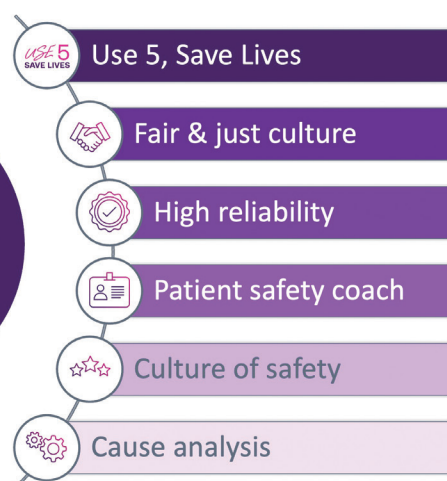 USE 5
SAVE LIVES
Use 5, Save Lives
Fair & just culture
High reliability
Patient safety coach
Culture of safety
Cause analysis